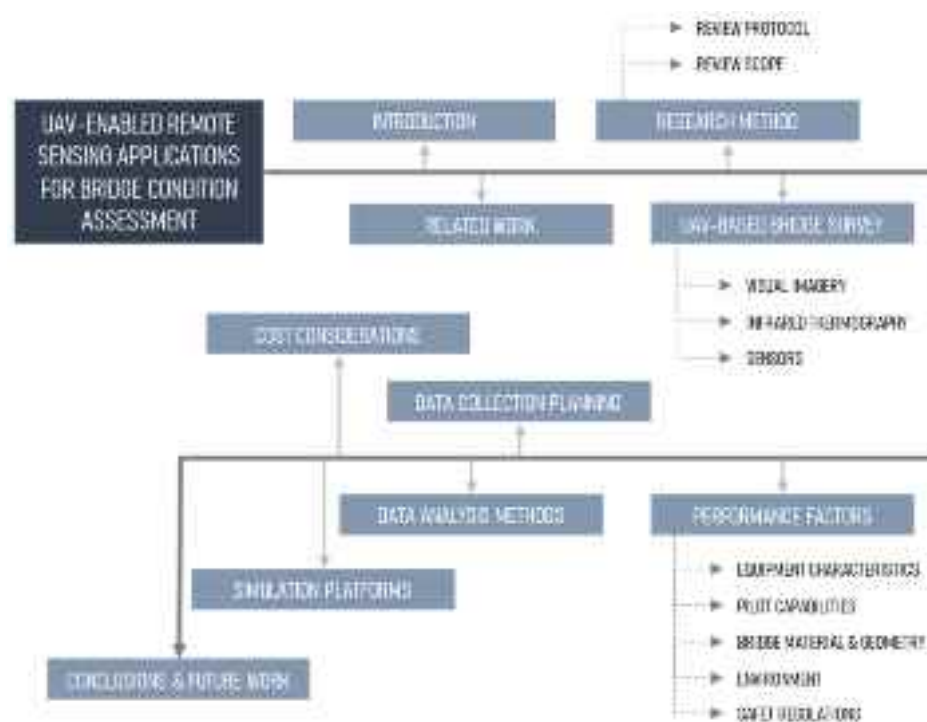 UAV-ENABLED REMOTE
SENSING APPLICATIONS
FOR BRIDGE CONDITION
ASSESSMENT
REVIEW PROTOCOL
REVIEW SCOPE
INTRODUCTION
RESEARCH METHOD
RELATED WORK
UAV-BASED BRIDGE SURVEY
VISUAL IMAGERY
INFRARED THERMOGRAPHY
SENSORS
COST CONSIDERATIONS
DATA COLLECTION PLANNING
DATA ANALYSIS METHODS
PERFORMANCE FACTORS
EQUIPMENT CHARACTERISTICS
PILOT CAPABILITIES
BRIDGE MATERIAL & GEOMETRY
ENVIRONMENT
SAFETY REGULATIONS
SIMULATION PLATFORMS
CONCLUSIONS & FUTURE WORK